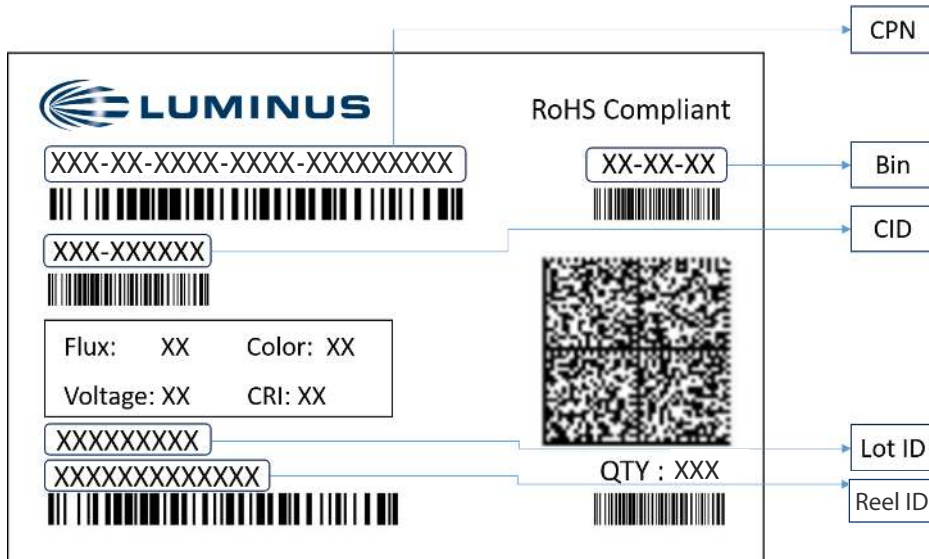 CPN
LUMINUS
RoHS Compliant
XXX-XX-XXXX-XXXX-XXXXXXXXX
XX-XX-XX
Bin
XXX-XXXXXX
CID
Flux: XX Color: XX
Voltage: XX CRI: XX
XXXXXXXXX
Lot ID
XXXXXXXXXXXXX
QTY : XXX
Reel ID